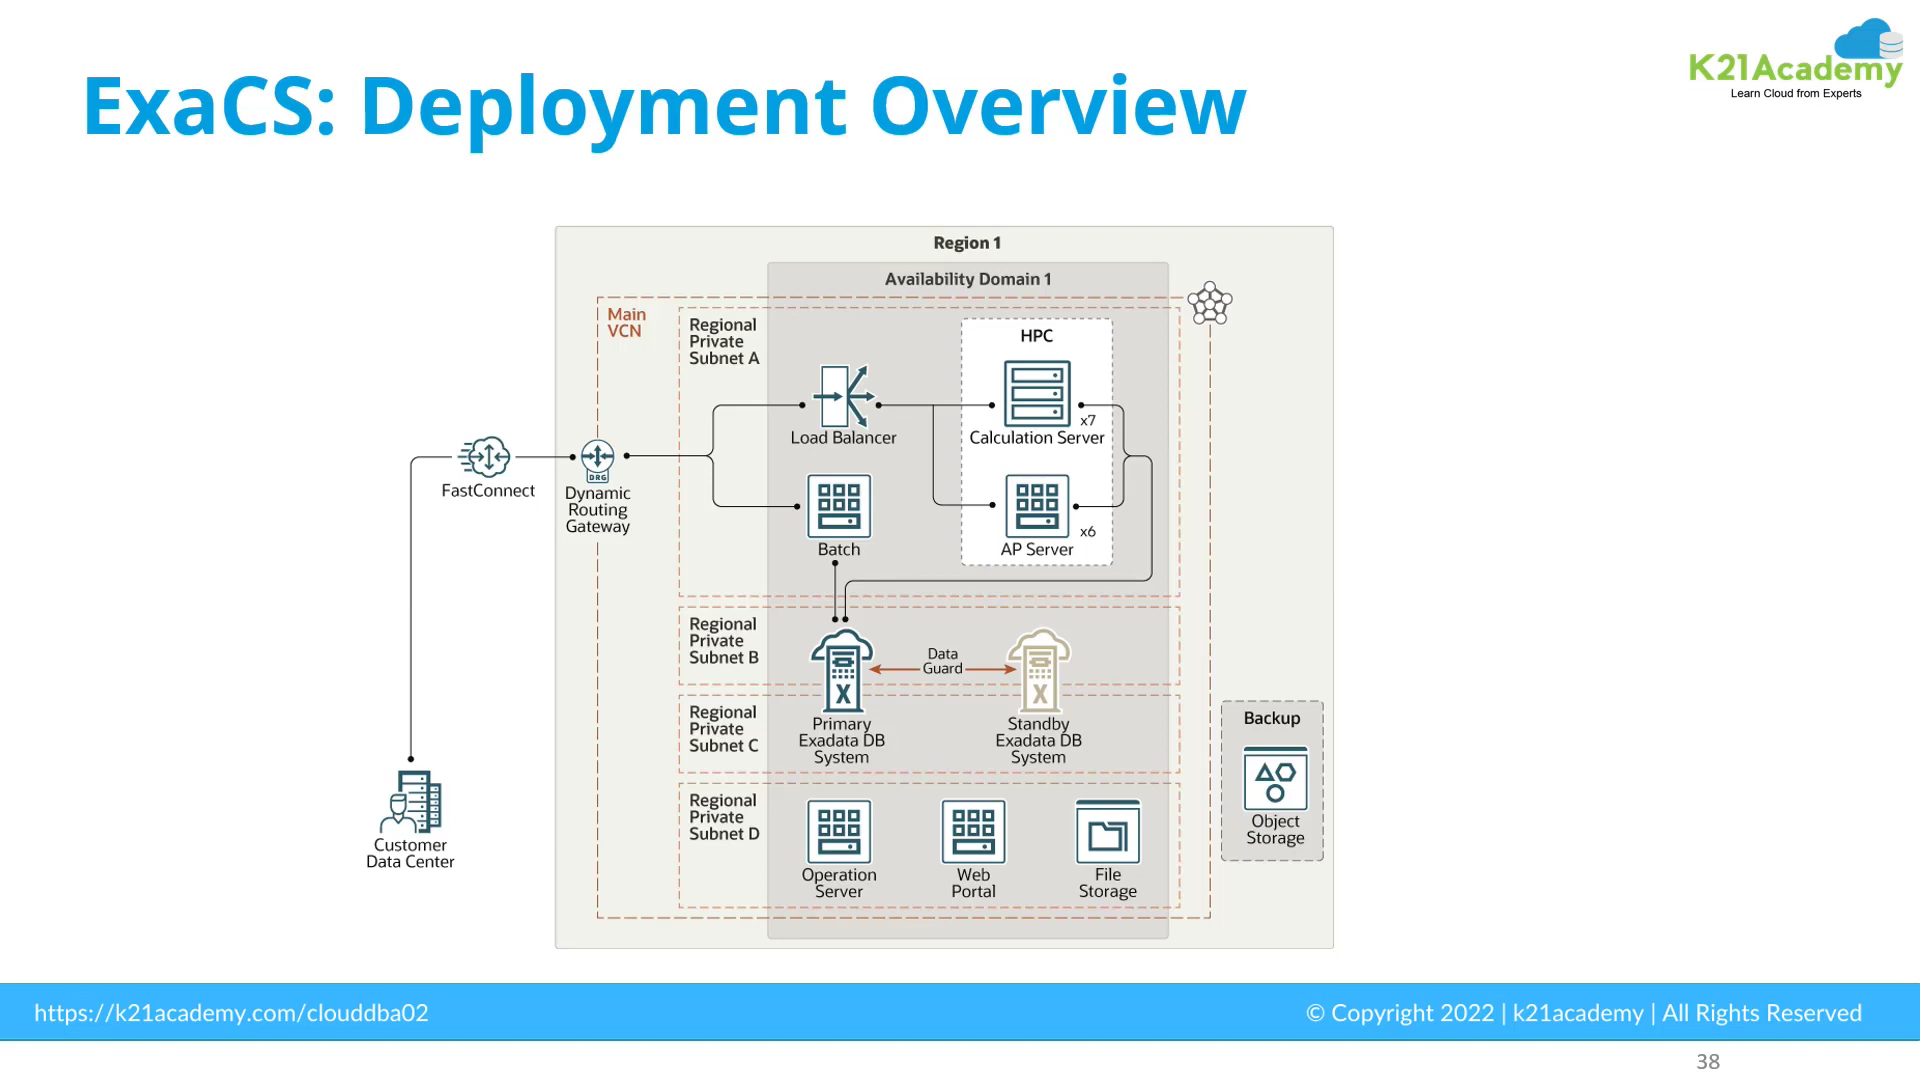 K21Academy
Learn Cloud from Experts
ExaCS: Deployment Overview
Region 1
Availability Domain 1
Main
VCN
Regional
Private
Subnet A
HPC
Load Balancer
x7
Calculation Server
FastConnect
DRG
Dynamic
Routing
Gateway
Batch
x6
AP Server
Regional
Private
Subnet B
Data
Guard
X
X
Regional
Private
Subnet C
Primary
Exadata DB
System
Standby
Exadata DB
System
Backup
Object
Storage
Regional
Private
Subnet D
Customer
Data Center
Operation
Server
Web
Portal
File
Storage
https://k21academy.com/clouddba02
© Copyright 2022 | k21academy | All Rights Reserved
38